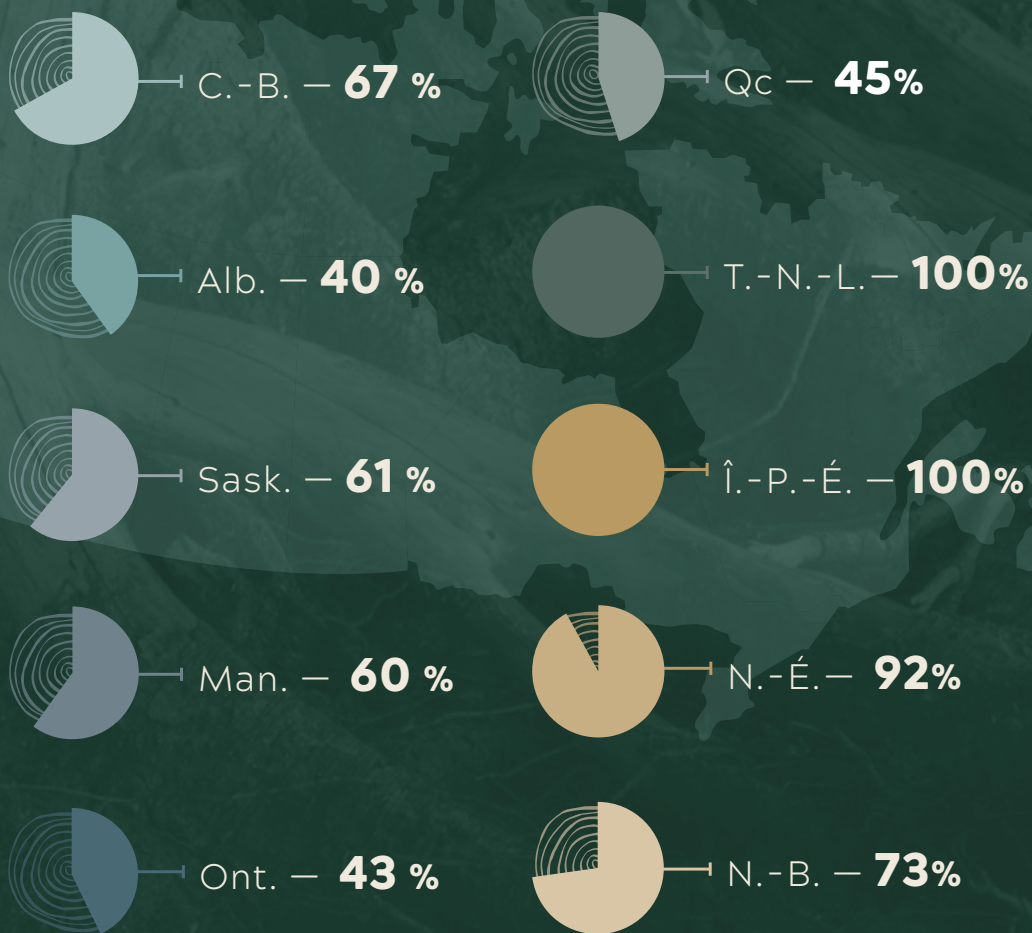 C.-B. — 67 %
Alb. — 40 %
Sask. — 61 %
Man. — 60 %
Ont. — 43 %
Qc — 45%
T.-N.-L. — 100%
Î.-P.-É. — 100%
N.-É. — 92%
N.-B. — 73%